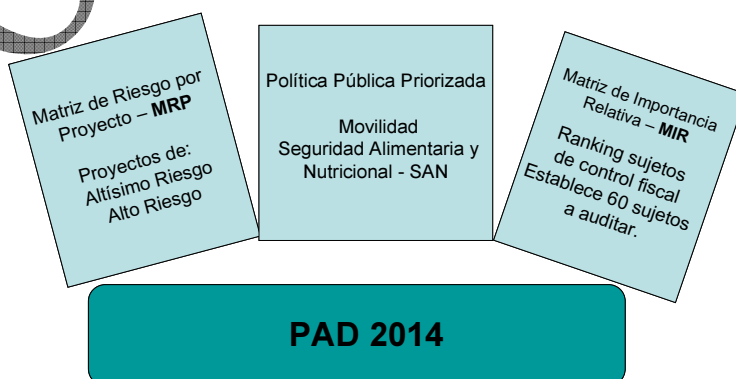 Matriz de Riesgo por
Proyecto – MRP
Proyectos de:
Altísimo Riesgo
Alto Riesgo
Política Pública Priorizada
Movilidad
Seguridad Alimentaria y
Nutricional - SAN
Matriz de Importancia
Relativa – MIR
Ranking sujetos
de control fiscal
Establece 60 sujetos
a auditar.
PAD 2014